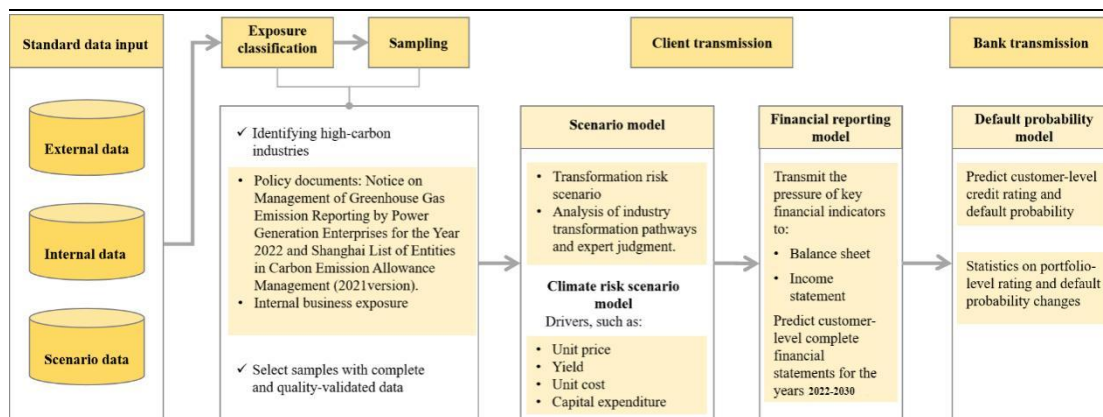 Standard data input
External data
Internal data
Scenario data
Exposure
classification
Sampling
✓ Identifying high-carbon
industries
• Policy documents: Notice on
Management of Greenhouse Gas
Emission Reporting by Power
Generation Enterprises for the Year
2022 and Shanghai List of Entities
in Carbon Emission Allowance
Management (2021version).
• Internal business exposure
✓ Select samples with complete
and quality-validated data
Client transmission
Scenario model
• Transformation risk
scenario
• Analysis of industry
transformation pathways
and expert judgment.
Climate risk scenario
model
Drivers, such as:
• Unit price
• Yield
• Unit cost
• Capital expenditure
Financial reporting
model
Transmit the
pressure of key
financial indicators
to:
• Balance sheet
• Income
statement
Predict customer-
level complete
financial
statements for the
years 2022-2030
Bank transmission
Default probability
model
Predict customer-level
credit rating and
default probability
Statistics on portfolio-
level rating and default
probability changes